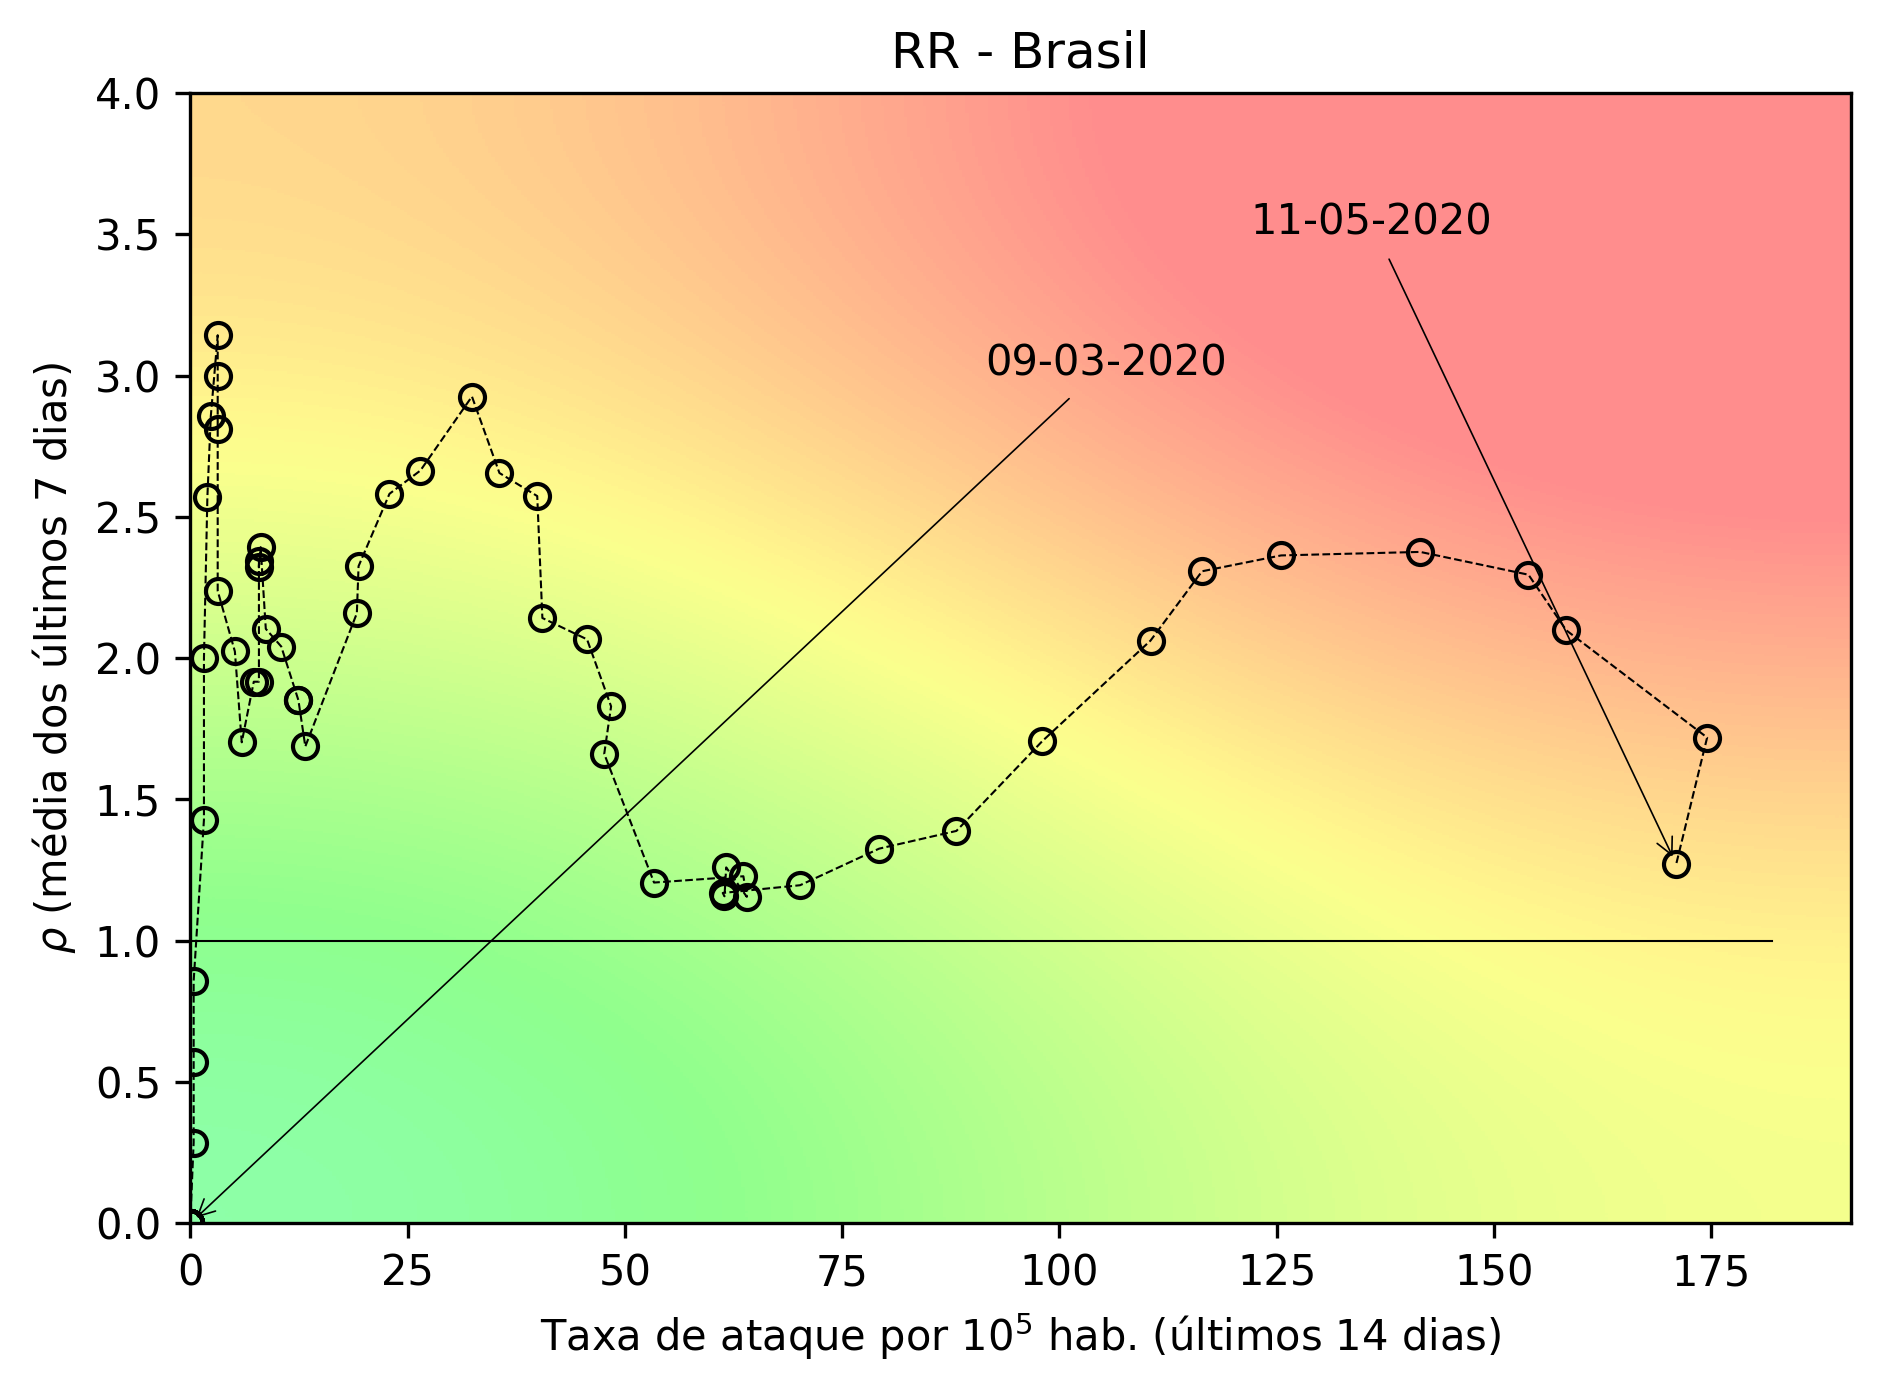 RR - Brasil
4.0
3.5
3.0
2.5
2.0
1.5
1.0
0.5
0.0
ρ (média dos últimos 7 dias)
11-05-2020
09-03-2020
0 25 50 75 100 125 150 175
Taxa de ataque por 10⁵ hab. (últimos 14 dias)